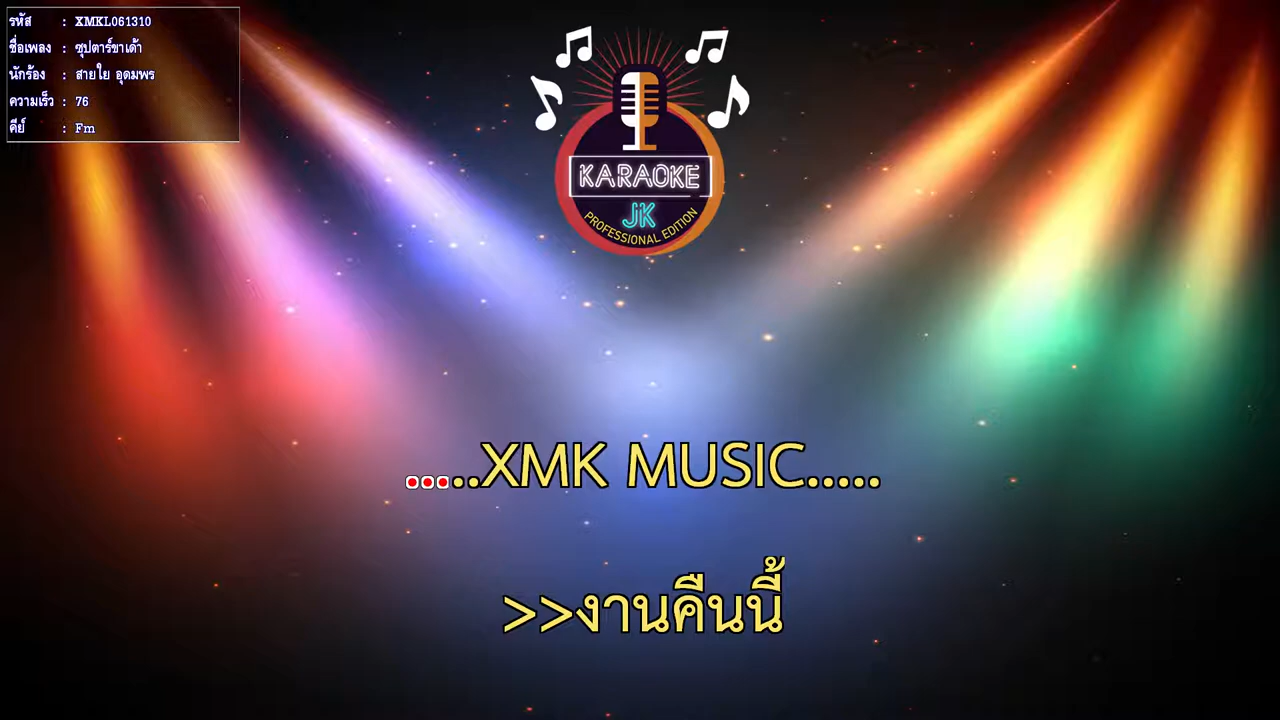 รหัส : XMKL061310
ชื่อเพลง : ซุปตาร์ขาเด้า
นักร้อง : สายใย อุดมพร
ความเร็ว : 76
คีย์ : Fm
KARAOKE
JK
PROFESSIONAL EDITION
.....XMK MUSIC.....
>>งานคืนนี้